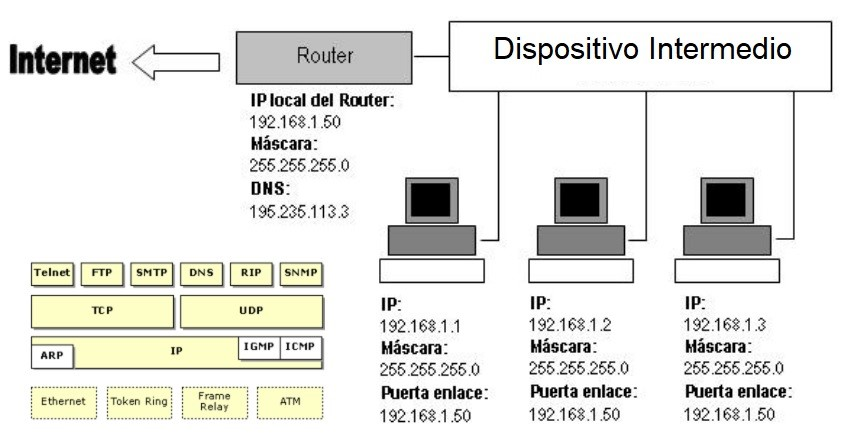 Internet
Router
Dispositivo Intermedio
IP local del Router:
192.168.1.50
Máscara:
255.255.255.0
DNS:
195.235.113.3
IP:
192.168.1.1
Máscara:
255.255.255.0
Puerta enlace:
192.168.1.50
IP:
192.168.1.2
Máscara:
255.255.255.0
Puerta enlace:
192.168.1.50
IP:
192.168.1.3
Máscara:
255.255.255.0
Puerta enlace:
192.168.1.50
Telnet FTP SMTP DNS RIP SNMP
TCP UDP
ARP IP IGMP ICMP
Ethernet Token Ring Frame Relay ATM